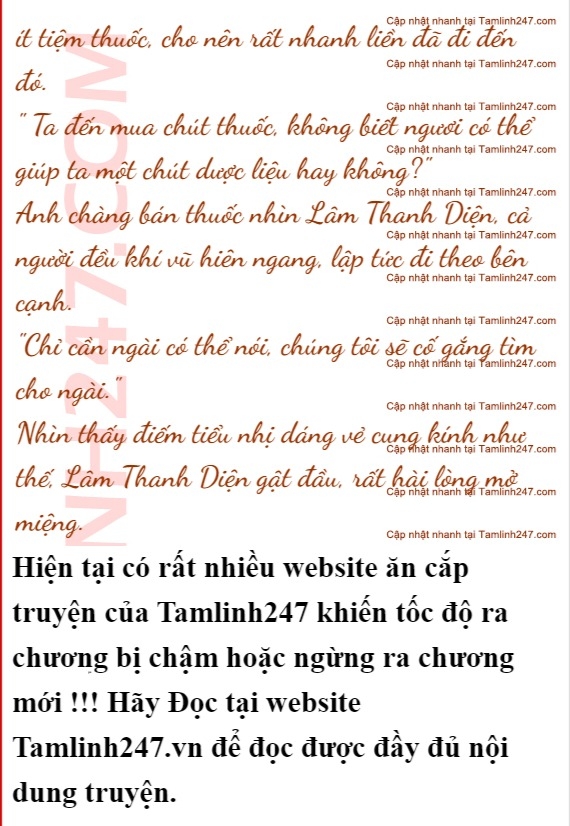 Cập nhật nhanh tại Tamlinh247.com
ít tiệm thuốc, cho nên rất nhanh liền đã đi đến
Cập nhật nhanh tại Tamlinh247.com
đó.
Cập nhật nhanh tại Tamlinh247.com
" Ta đến mua chút thuốc, không biết ngươi có thể
Cập nhật nhanh tại Tamlinh247.com
giúp ta một chút dược liệu hay không?"
Cập nhật nhanh tại Tamlinh247.com
Anh chàng bán thuốc nhìn Lâm Thanh Diện, cả
Cập nhật nhanh tại Tamlinh247.com
người đều khí vũ hiên ngang, lập tức đi theo bên
Cập nhật nhanh tại Tamlinh247.com
cạnh.
Cập nhật nhanh tại Tamlinh247.com
"Chỉ cần ngài có thể nói, chúng tôi sẽ cố gắng tìm
Cập nhật nhanh tại Tamlinh247.com
cho ngài."
Cập nhật nhanh tại Tamlinh247.com
Nhìn thấy điếm tiểu nhị dáng vẻ cung kính như
Cập nhật nhanh tại Tamlinh247.com
thế, Lâm Thanh Diện gật đầu, rất hài lòng mở
Cập nhật nhanh tại Tamlinh247.com
miệng.
Cập nhật nhanh tại Tamlinh247.com
NH247.COM
Hiện tại có rất nhiều website ăn cắp
truyện của Tamlinh247 khiến tốc độ ra
chương bị chậm hoặc ngừng ra chương
mới !!! Hãy Đọc tại website
Tamlinh247.vn để đọc được đầy đủ nội
dung truyện.